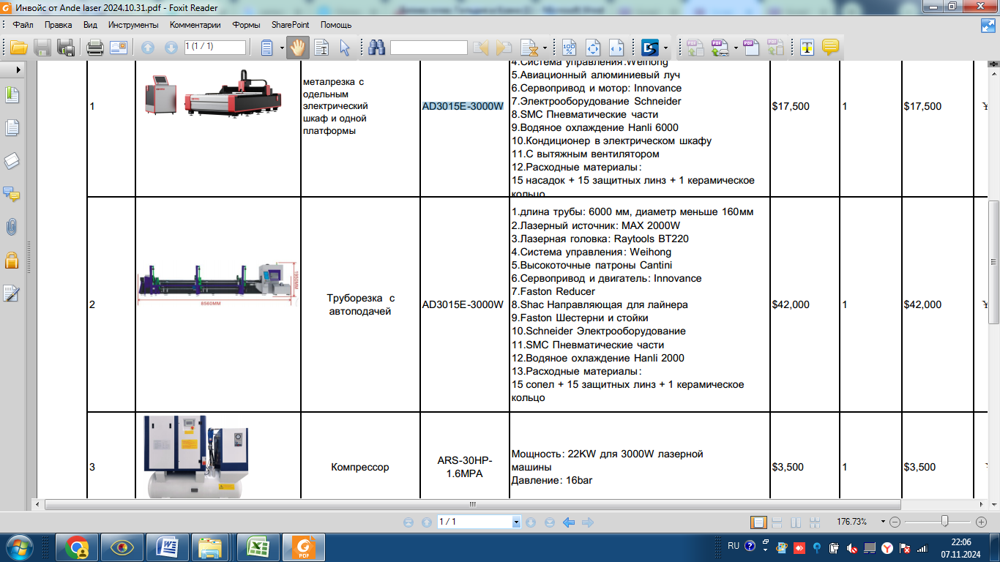 Инвойс от Ande laser 2024.10.31.pdf - Foxit Reader
Файл Правка Вид Инструменты Комментарии Формы SharePoint Помощь
1 (1 / 1)
1
металрезка с
одельным
электрический
шкаф и одной
платформы
AD3015E-3000W
4.Система управления:Weihong
5.Авиационный алюминиевый луч
6.Сервопривод и мотор: Innovance
7.Электрооборудование Schneider
8.SMC Пневматические части
9.Водяное охлаждение Hanli 6000
10.Кондиционер в электрическом шкафу
11.С вытяжным вентилятором
12.Расходные материалы:
15 насадок + 15 защитных линз + 1 керамическое
кольцо
$17,500
1
$17,500
¥
2
8560MM
Труборезка с
автоподачей
AD3015E-3000W
1.длина трубы: 6000 мм, диаметр меньше 160мм
2.Лазерный источник: MAX 2000W
3.Лазерная головка: Raytools BT220
4.Система управления: Weihong
5.Высокоточные патроны Cantini
6.Сервопривод и двигатель: Innovance
7.Faston Reducer
8.Shac Направляющая для лайнера
9.Faston Шестерни и стойки
10.Schneider Электрооборудование
11.SMC Пневматические части
12.Водяное охлаждение Hanli 2000
13.Расходные материалы:
15 сопел + 15 защитных линз + 1 керамическое
кольцо
$42,000
1
$42,000
¥
3
Компрессор
ARS-30HP-
1.6MPA
Мощность: 22KW для 3000W лазерной
машины
Давление: 16bar
$3,500
1
$3,500
¥
1 / 1
176.73%
RU
22:06
07.11.2024